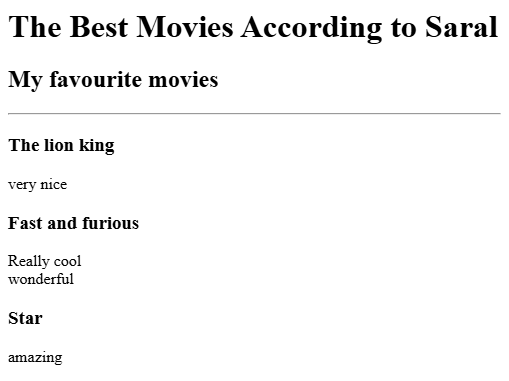 The Best Movies According to Saral
My favourite movies
The lion king
very nice
Fast and furious
Really cool
wonderful
Star
amazing